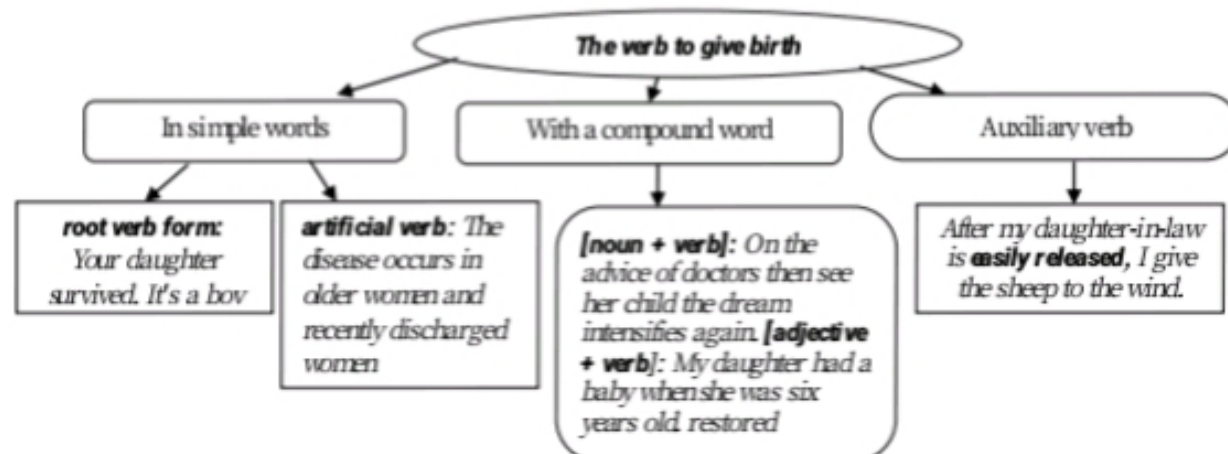 The verb to give birth
In simple words
With a compound word
Auxiliary verb
root verb form:
Your daughter
survived. It's a bov
artificial verb: The
disease occurs in
older women and
recently discharged
women
[noun + verb]: On the
advice of doctors then see
her child the dream
intensifies again. [adjective
+ verb]: My daughter had a
baby when she was six
years old. restored
After my daughter-in-law
is easily released, I give
the sheep to the wind.